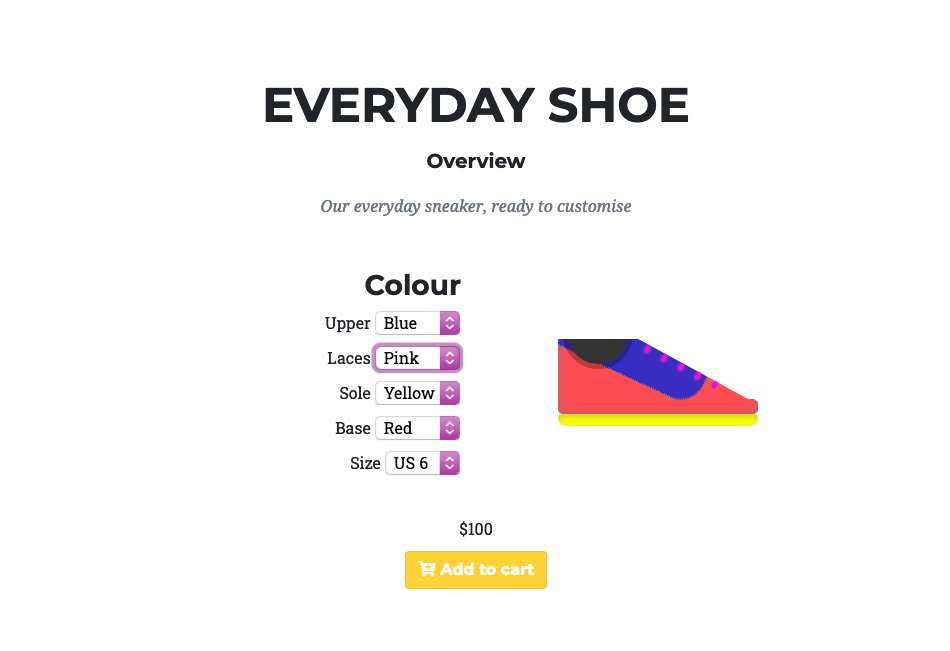 EVERYDAY SHOE
Overview
Our everyday sneaker, ready to customise
Colour
Upper Blue
Laces Pink
Sole Yellow
Base Red
Size US 6
$100
Add to cart